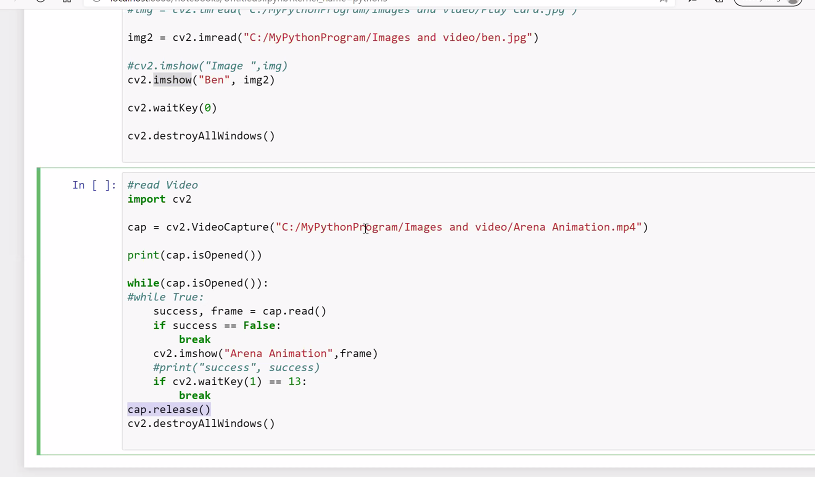 #img = cv2.imread("C:/MyPythonProgram/Images and video/Play Card.jpg")
img2 = cv2.imread("C:/MyPythonProgram/Images and video/ben.jpg")
#cv2.imshow("Image ",img)
cv2.imshow("Ben", img2)
cv2.waitKey(0)
cv2.destroyAllWindows()
In [ ]: #read Video
import cv2
cap = cv2.VideoCapture("C:/MyPythonProgram/Images and video/Arena Animation.mp4")
print(cap.isOpened())
while(cap.isOpened()):
#while True:
success, frame = cap.read()
if success == False:
break
cv2.imshow("Arena Animation",frame)
#print("success", success)
if cv2.waitKey(1) == 13:
break
cap.release()
cv2.destroyAllWindows()